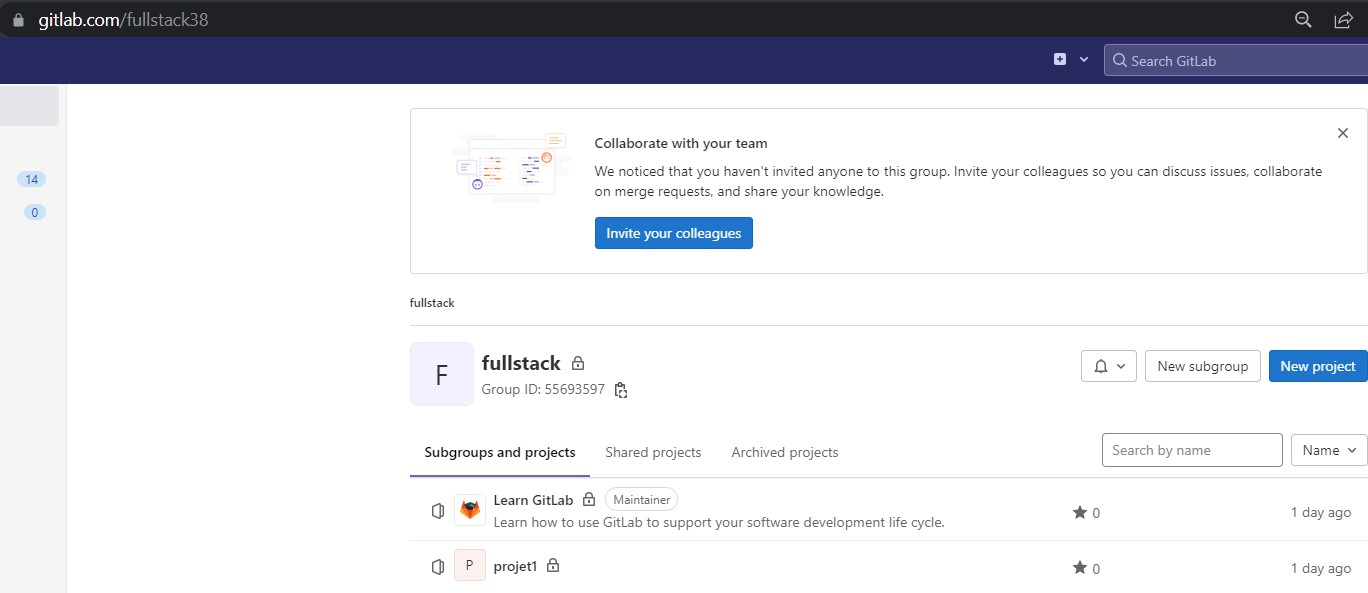 gitlab.com/fullstack38
Search GitLab
14
0
Collaborate with your team
We noticed that you haven't invited anyone to this group. Invite your colleagues so you can discuss issues, collaborate
on merge requests, and share your knowledge.
Invite your colleagues
fullstack
F
fullstack
Group ID: 55693597
New subgroup
New project
Subgroups and projects
Shared projects
Archived projects
Search by name
Name
Learn GitLab
Maintainer
Learn how to use GitLab to support your software development life cycle.
0
1 day ago
P
projet1
0
1 day ago